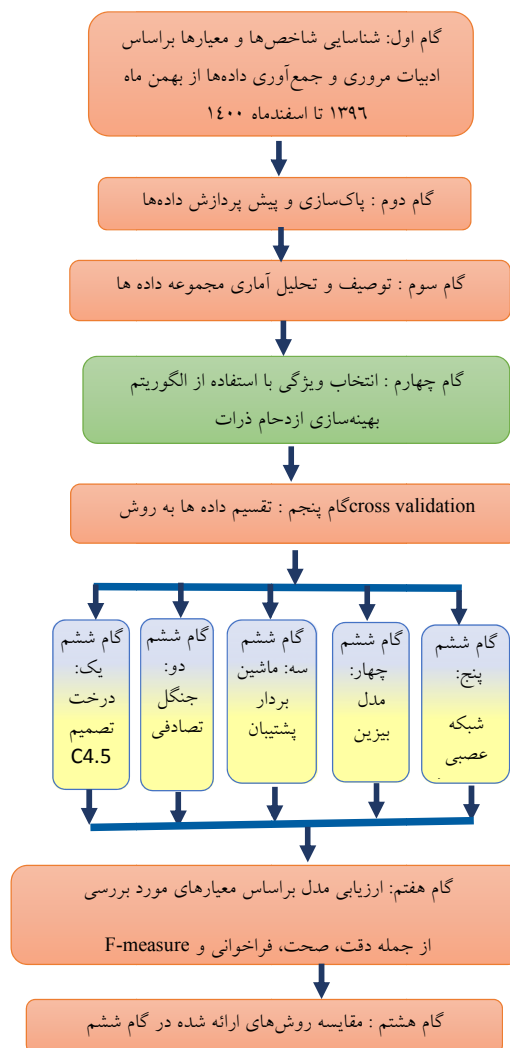 گام اول: شناسایی شاخص‌ها و معیارها براساس
ادبیات مروری و جمع‌آوری داده‌ها از بهمن ماه
١٣٩٦ تا اسفندماه ١٤٠٠
گام دوم : پاک‌سازی و پیش پردازش داده‌ها
گام سوم : توصیف و تحلیل آماری مجموعه داده ها
گام چهارم : انتخاب ویژگی با استفاده از الگوریتم
بهینه‌سازی ازدحام ذرات
cross validationگام پنجم : تقسیم داده ها به روش
گام ششم
پنج:
شبکه
عصبی
گام ششم
چهار:
مدل
بیزین
گام ششم
سه: ماشین
بردار
پشتیبان
گام ششم
دو:
جنگل
تصادفی
گام ششم
یک:
درخت
تصمیم
C4.5
گام هفتم: ارزیابی مدل براساس معیارهای مورد بررسی
از جمله دقت، صحت، فراخوانی و F-measure
گام هشتم : مقایسه روش‌های ارائه شده در گام ششم